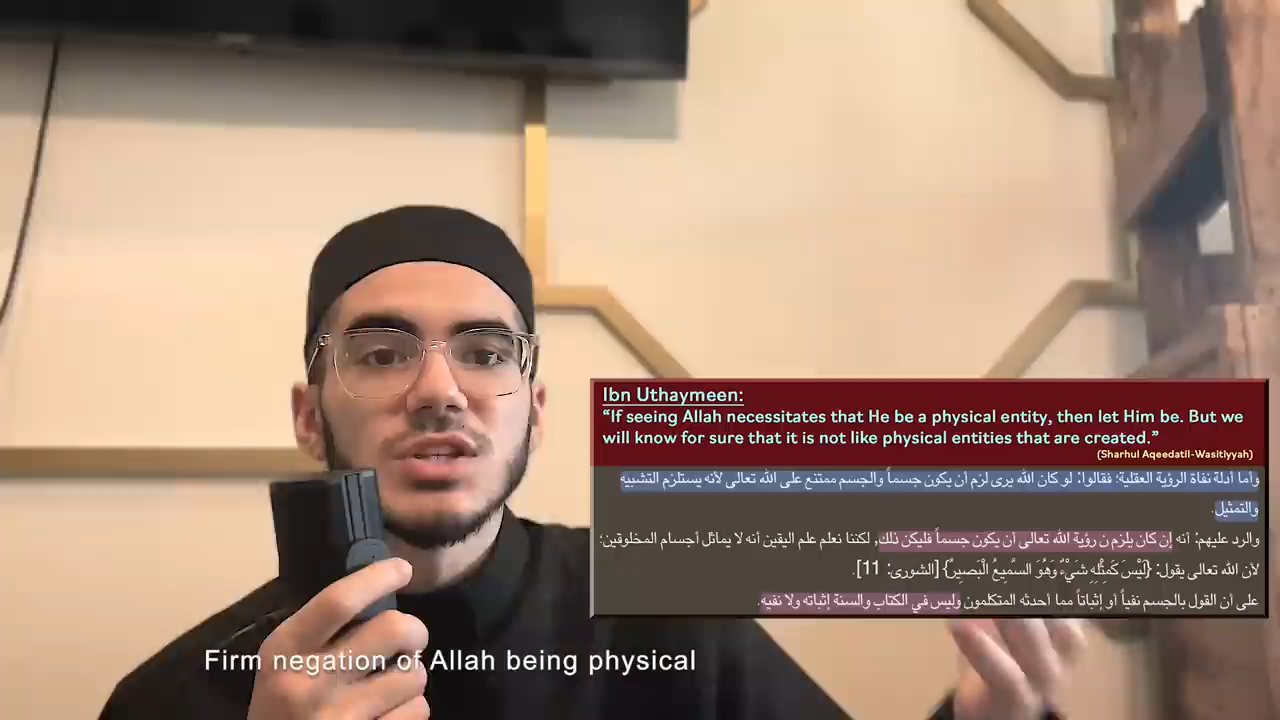 Ibn Uthaymeen:
“If seeing Allah necessitates that He be a physical entity, then let Him be. But we
will know for sure that it is not like physical entities that are created.”
(Sharhul Aqeedatil-Wasitiyyah)
وأما أدلة نفاة الرؤية العقلية؛ فقالوا: لو كان الله يرى لزم أن يكون جسماً والجسم ممتنع على الله تعالى لأنه يستلزم التشبيه
والتمثيل.
والرد عليهم: أنه إن كان يلزم ن رؤية الله تعالى أن يكون جسماً فليكن ذلك, لكننا نعلم علم اليقين أنه لا يماثل أجسام المخلوقين؛
لأن الله تعالى يقول: {لَيْسَ كَمِثْلِهِ شَيْءٌ وَهُوَ السَّمِيعُ الْبَصِيرُ} [الشورى: 11].
على أن القول بالجسم نفياً أو إثباتاً مما أحدثه المتكلمون وليس في الكتاب والسنة إثباته ولا نفيه.
Firm negation of Allah being physical